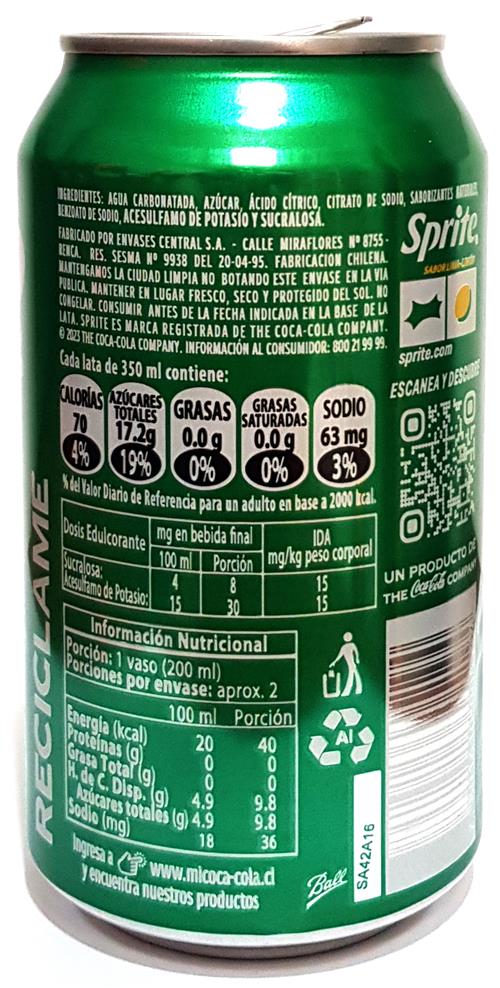 INGREDIENTES: AGUA CARBONATADA, AZÚCAR, ÁCIDO CÍTRICO, CITRATO DE SODIO, SABORIZANTES NATURALES,
BENZOATO DE SODIO, ACESULFAMO DE POTASIO Y SUCRALOSA.
FABRICADO POR ENVASES CENTRAL S.A. - CALLE MIRAFLORES Nº 8755 -
RENCA. RES. SESMA Nº 9938 DEL 20-04-95. FABRICACION CHILENA.
MANTENGAMOS LA CIUDAD LIMPIA NO BOTANDO ESTE ENVASE EN LA VIA
PUBLICA. MANTENER EN LUGAR FRESCO, SECO Y PROTEGIDO DEL SOL. NO
CONGELAR. CONSUMIR ANTES DE LA FECHA INDICADA EN LA BASE DE LA
LATA. SPRITE ES MARCA REGISTRADA DE THE COCA-COLA COMPANY.
© 2023 THE COCA-COLA COMPANY. INFORMACIÓN AL CONSUMIDOR: 800 21 99 99.
Cada lata de 350 ml contiene:
CALORÍAS 70 4%
AZÚCARES TOTALES 17.2g 19%
GRASAS 0.0 g 0%
GRASAS SATURADAS 0.0 g 0%
SODIO 63 mg 3%
% del Valor Diario de Referencia para un adulto en base a 2000 kcal.
Dosis Edulcorante mg en bebida final IDA
100 ml Porción mg/kg peso corporal
Sucralosa: 4 8 15
Acesulfamo de Potasio: 15 30 15
Información Nutricional
Porción: 1 vaso (200 ml)
Porciones por envase: aprox. 2
100 ml Porción
Energía (kcal) 20 40
Proteínas (g) 0 0
Grasa Total (g) 0 0
H. de C. Disp. (g) 4.9 9.8
Azúcares totales (g) 4.9 9.8
Sodio (mg) 18 36
Ingresa a www.micoca-cola.cl
y encuentra nuestros productos
RECICLAME
Sprite
SABOR LIMA-LIMÓN
sprite.com
ESCANEA Y DESCUBRE
UN PRODUCTO DE
THE Coca-Cola COMPANY
Al
Ball
SA42A16